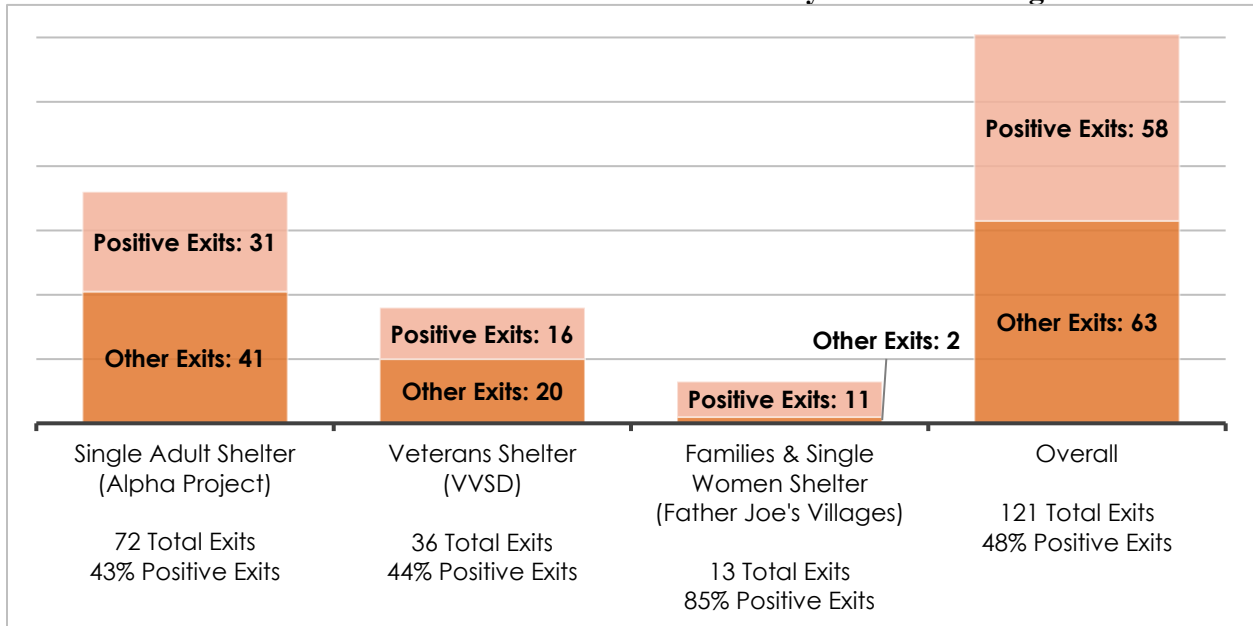 Positive Exits: 31
Other Exits: 41
Positive Exits: 16
Other Exits: 20
Positive Exits: 11
Other Exits: 2
Positive Exits: 58
Other Exits: 63
Single Adult Shelter
(Alpha Project)
72 Total Exits
43% Positive Exits
Veterans Shelter
(VVSD)
36 Total Exits
44% Positive Exits
Families & Single
Women Shelter
(Father Joe's Villages)
13 Total Exits
85% Positive Exits
Overall
121 Total Exits
48% Positive Exits